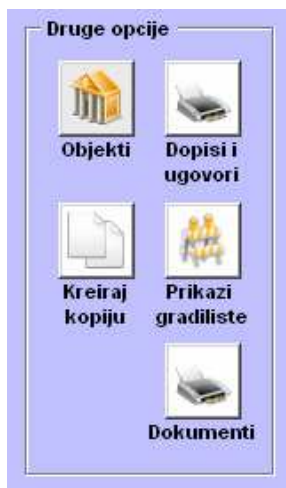 Druge opcije
Objekti
Dopisi i
ugovori
Kreiraj
kopiju
Prikazi
gradiliste
Dokumenti